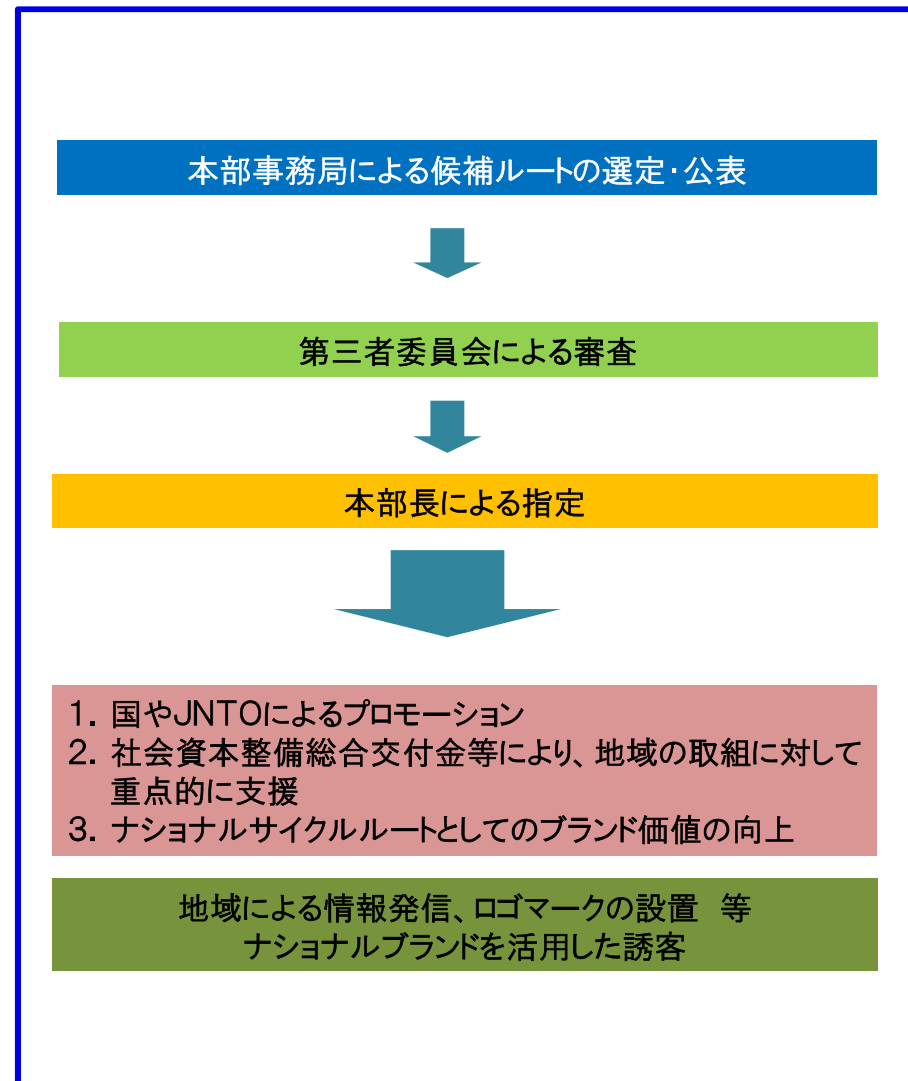 本部事務局による候補ルートの選定・公表
第三者委員会による審査
本部長による指定
1. 国やJNTOによるプロモーション
2. 社会資本整備総合交付金等により、地域の取組に対して
重点的に支援
3. ナショナルサイクルルートとしてのブランド価値の向上
地域による情報発信、ロゴマークの設置　等
ナショナルブランドを活用した誘客